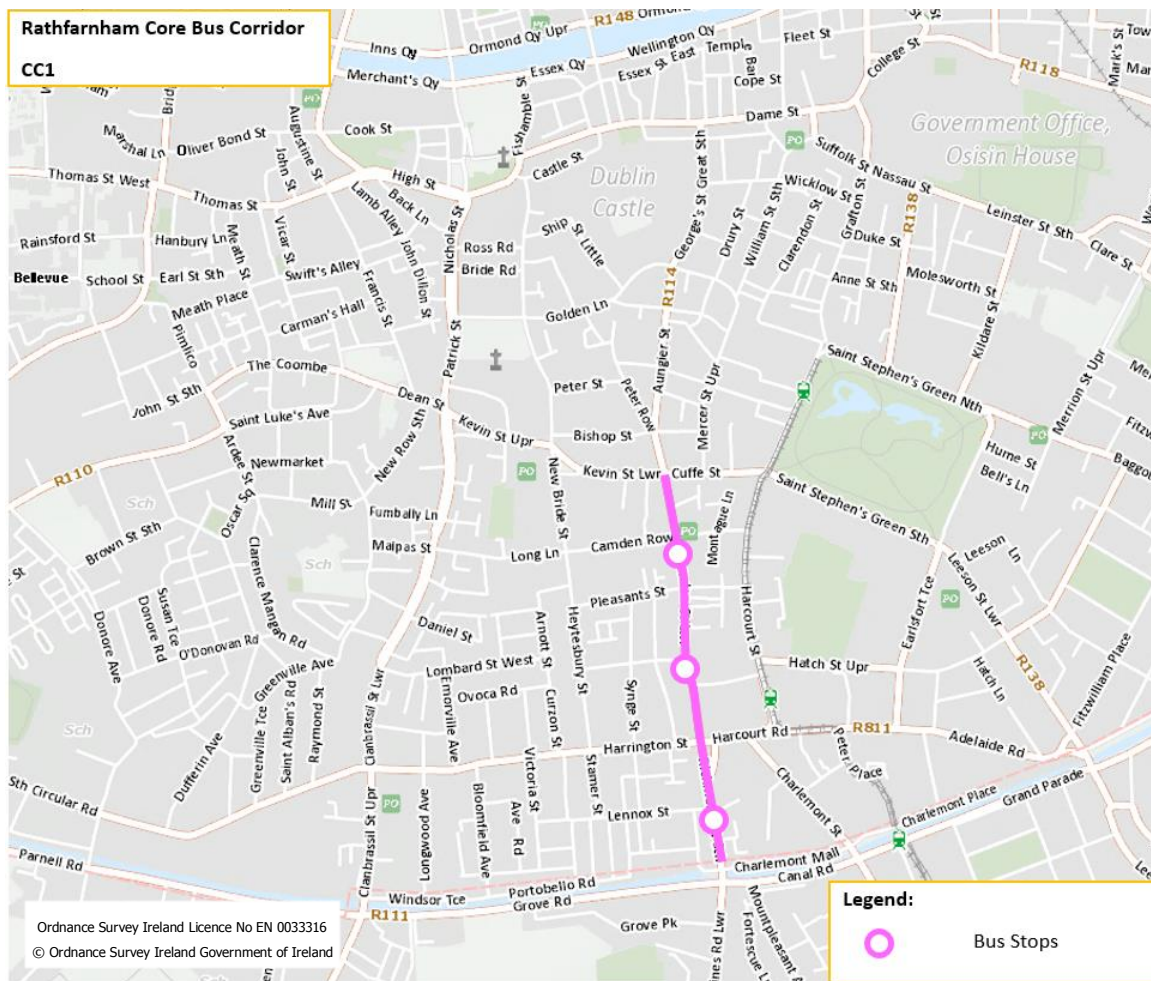 Rathfarnham Core Bus Corridor
CC1
R148
Ormond Qy Upr
Inns Qy
Wellington Qy
Merchant's Qy
Essex Qy
Essex St East
Fleet St
College St
Cope St
R118
Mark's St
Fishamble St
Dame St
Marshal Ln
Oliver Bond St
Augustine St
John St
Cook St
Castle St
Dublin
Castle
Government Office,
Osisin House
Suffolk St
Nassau St
Thomas St West
Thomas St
High St
Lamb Alley
Back Ln
John Dillon St
Nicholas St
Wicklow St
Leinster St Sth
Clare St
Rainsford St
Hanbury Ln
Meath St
Vicar St
Ross Rd
Bride Rd
Ship St Little
George's St Great Sth
Drury St
William St Sth
Clarendon St
Grafton St
Duke St
R138
Bellevue
School St
Earl St Sth
Swift's Alley
Francis St
Meath Place
Carman's Hall
Golden Ln
R114
Anne St Sth
Molesworth St
Kildare St
Pimlico
The Coombe
Patrick St
Aungier St
Saint Stephen's Green Nth
Merrion St Upr
John St Sth
Dean St
Peter St
Peter Row
Mercer St Upr
Saint Luke's Ave
New Row Sth
Kevin St Upr
Bishop St
PO
Hume St
Bell's Ln
R110
Ardee St
Newmarket
Kevin St Lwr
Cuffe St
Oscar Sq
Mill St
Fumbally Ln
New Bride St
Saint Stephen's Green Sth
Sch
Brown St Sth
Malpas St
Long Ln
Camden Row
Montague Ln
Leeson Ln
Leeson St Lwr
Clarence Mangan Rd
Sch
Pleasants St
Harcourt St
Earlsfort Tce
Donore Ave
Donore Rd
Susan Tce
O'Donovan Rd
Daniel St
Arnott St
Heytesbury St
Greenville Ave
Lombard St West
Hatch St Upr
Hatch Ln
R138
Fitzwilliam Place
Ovoca Rd
Emorville Ave
Curzon St
Synge St
Sch
Dufferin Ave
Greenville Tce
Saint Alban's Rd
Raymond St
Clanbrassil St Lwr
Harrington St
Harcourt Rd
R811
Adelaide Rd
Peter Place
Sth Circular Rd
Clanbrassil St Upr
Longwood Ave
Bloomfield Ave
Victoria St
Stamer St
Lennox St
Charlemont St
Charlemont Place
Grand Parade
Parnell Rd
Windsor Tce
Portobello Rd
Grove Rd
Charlemont Mall
Canal Rd
R111
Grove Pk
Mountpleasant A
Fortescue L
Legend:
Bus Stops
Ordnance Survey Ireland Licence No EN 0033316
© Ordnance Survey Ireland Government of Ireland